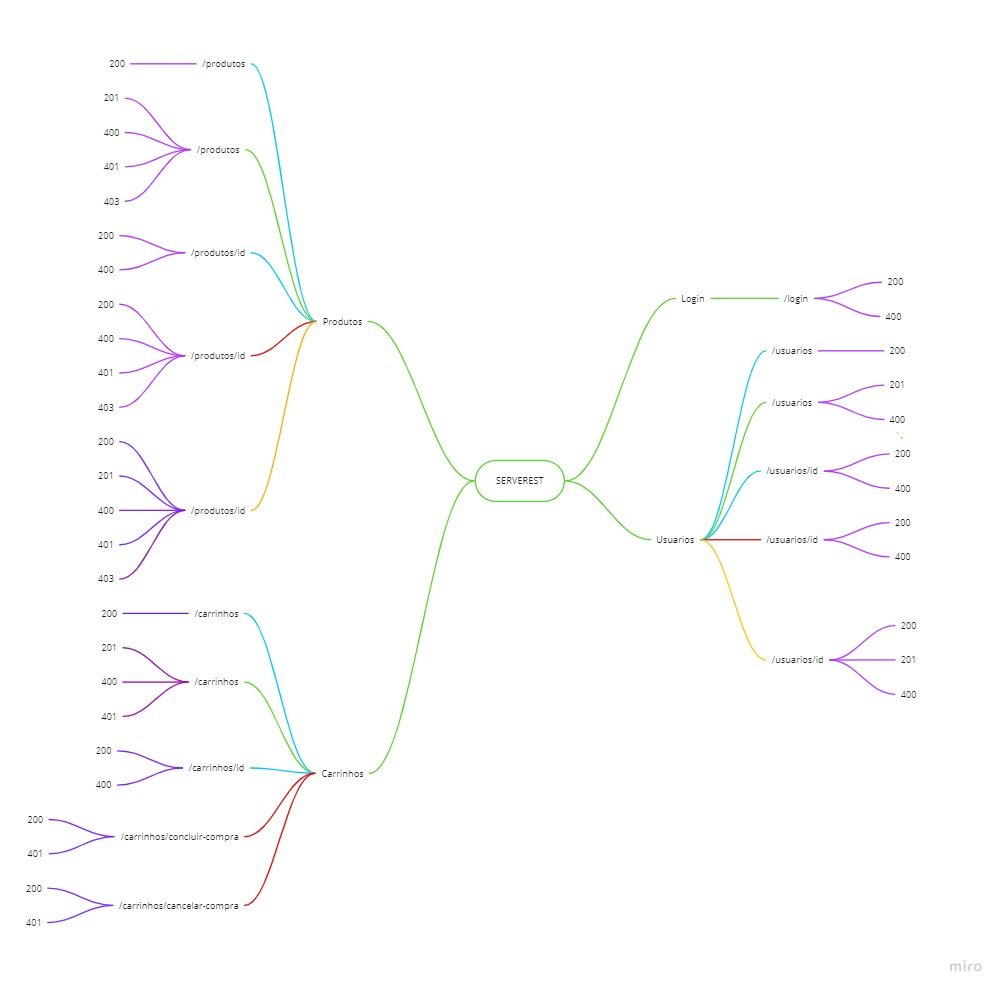 SERVEREST
Produtos
/produtos
200
/produtos
201
400
401
403
/produtos/id
200
400
/produtos/id
200
400
401
403
/produtos/id
200
201
400
401
403
Carrinhos
/carrinhos
200
/carrinhos
201
400
401
/carrinhos/id
200
400
/carrinhos/concluir-compra
200
401
/carrinhos/cancelar-compra
200
401
Login
/login
200
400
Usuarios
/usuarios
200
/usuarios
201
400
/usuarios/id
200
400
/usuarios/id
200
400
/usuarios/id
200
201
400
miro